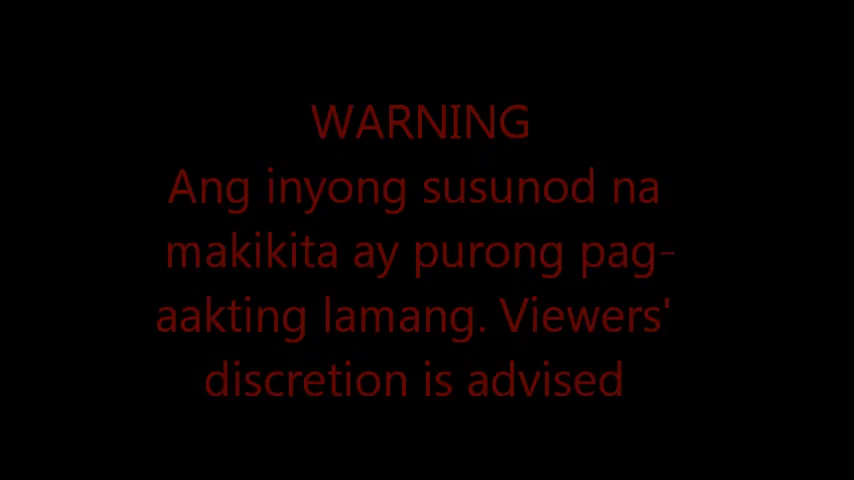 WARNING
Ang inyong susunod na
makikita ay purong pag-
aakting lamang. Viewers'
discretion is advised